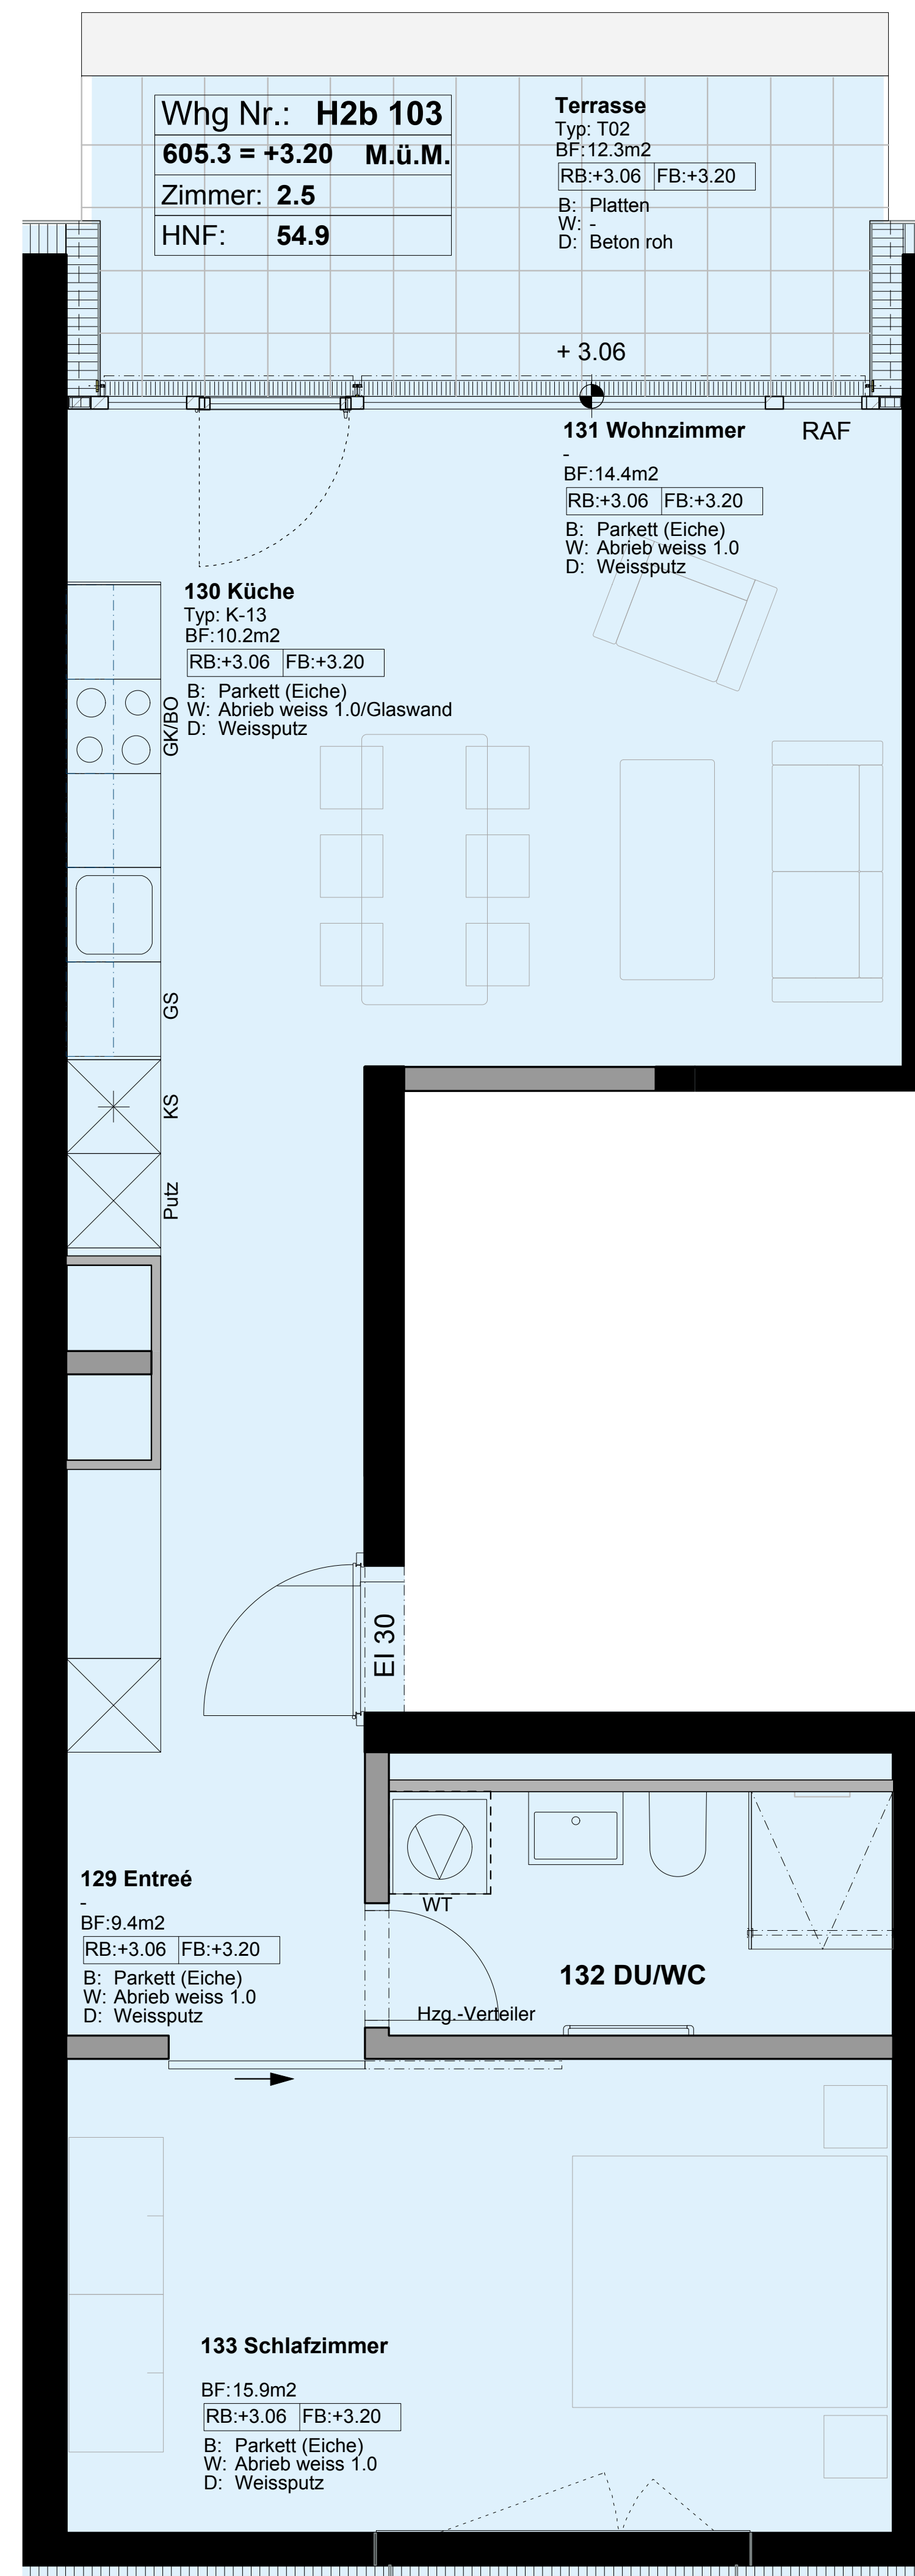 Whg Nr.: H2b 103
605.3 = +3.20 M.ü.M.
Zimmer: 2.5
HNF: 54.9
Terrasse
Typ: T02
BF:12.3m2
RB:+3.06 FB:+3.20
B: Platten
W: -
D: Beton roh
+ 3.06
131 Wohnzimmer
-
BF:14.4m2
RB:+3.06 FB:+3.20
B: Parkett (Eiche)
W: Abrieb weiss 1.0
D: Weissputz
RAF
130 Küche
Typ: K-13
BF:10.2m2
RB:+3.06 FB:+3.20
B: Parkett (Eiche)
W: Abrieb weiss 1.0/Glaswand
D: Weissputz
GK/BO
GS
KS
Putz
EI 30
129 Entreé
-
BF:9.4m2
RB:+3.06 FB:+3.20
B: Parkett (Eiche)
W: Abrieb weiss 1.0
D: Weissputz
WT
132 DU/WC
Hzg.-Verteiler
133 Schlafzimmer
BF:15.9m2
RB:+3.06 FB:+3.20
B: Parkett (Eiche)
W: Abrieb weiss 1.0
D: Weissputz